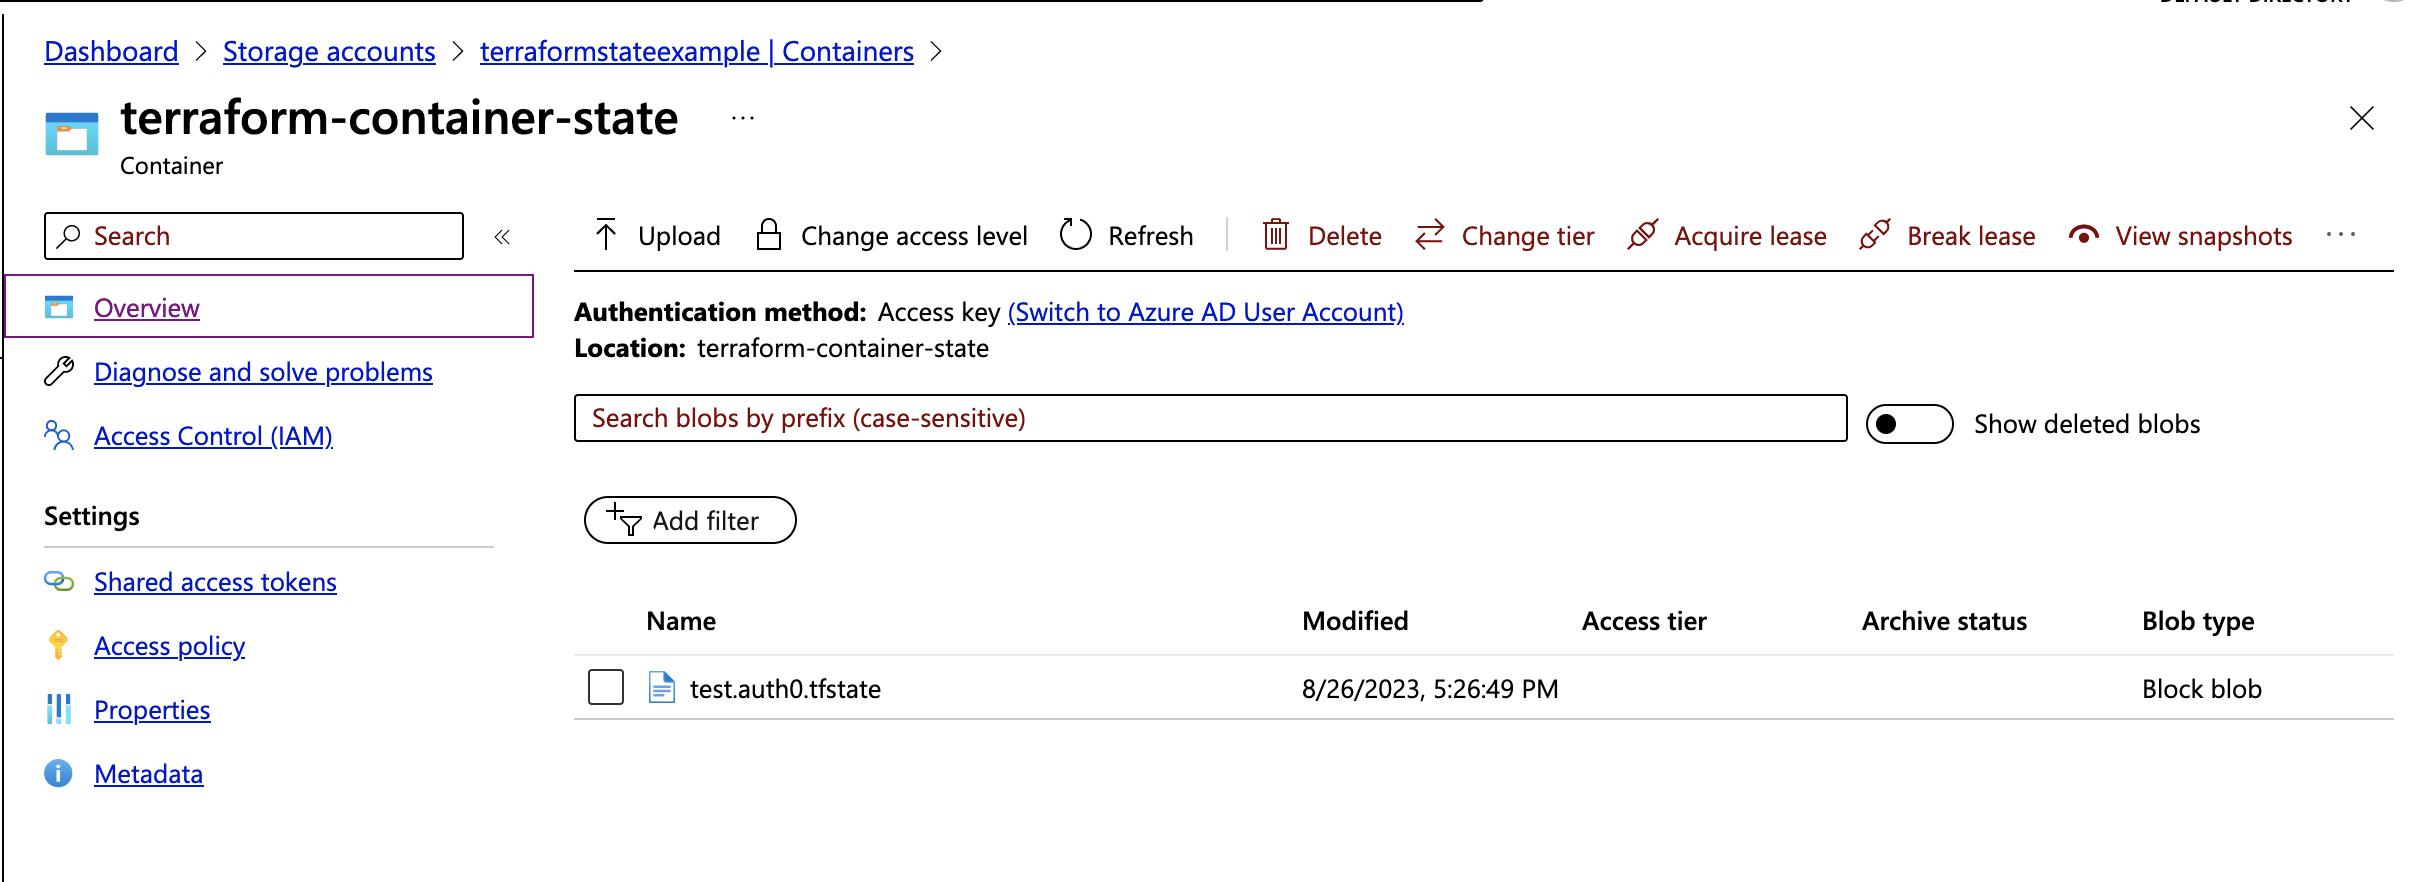 DEFAULT DIRECTORY
Dashboard > Storage accounts > terraformstateexample | Containers >
terraform-container-state ...
Container
Search «
Upload Change access level Refresh Delete Change tier Acquire lease Break lease View snapshots ...
Overview
Diagnose and solve problems
Access Control (IAM)
Settings
Shared access tokens
Access policy
Properties
Metadata
Authentication method: Access key (Switch to Azure AD User Account)
Location: terraform-container-state
Search blobs by prefix (case-sensitive)
Show deleted blobs
Add filter
Name Modified Access tier Archive status Blob type
test.auth0.tfstate 8/26/2023, 5:26:49 PM Block blob